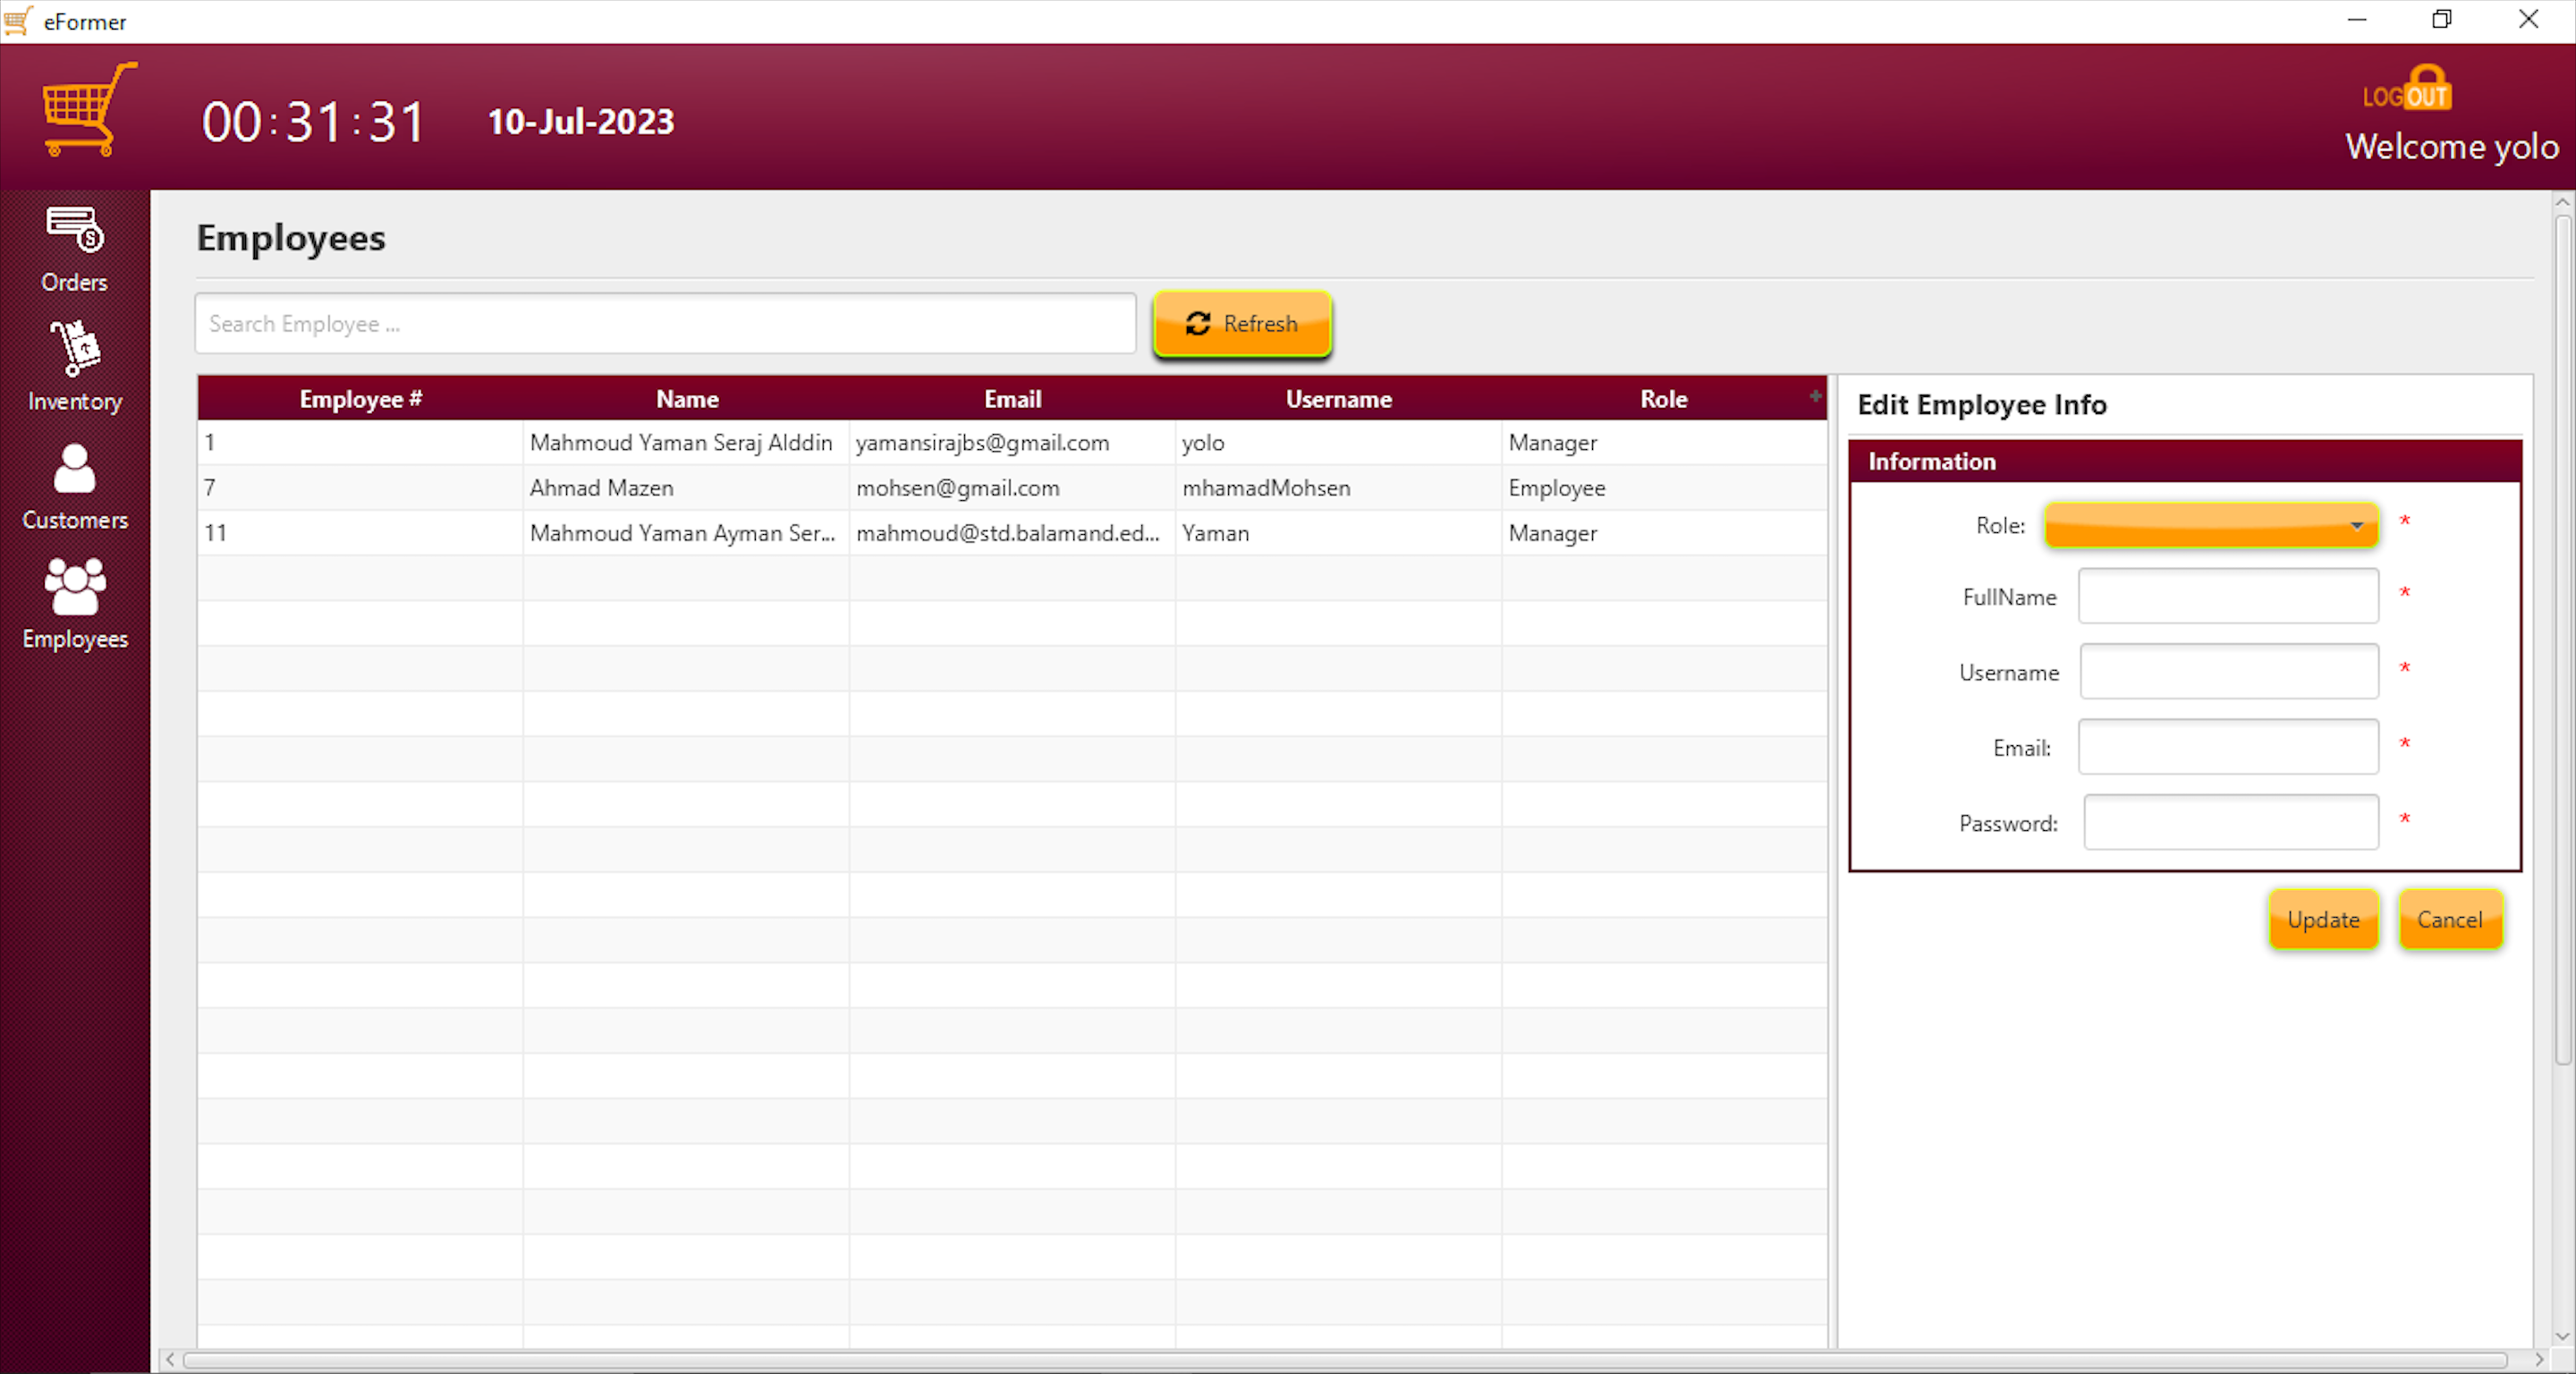 eFormer
00:31:31
10-Jul-2023
LOGOUT
Welcome yolo
Orders
Inventory
Customers
Employees
Employees
Search Employee ...
Refresh
Employee # Name Email Username Role
1 Mahmoud Yaman Seraj Alddin yamansirajbs@gmail.com yolo Manager
7 Ahmad Mazen mohsen@gmail.com mhamadMohsen Employee
11 Mahmoud Yaman Ayman Ser... mahmoud@std.balamand.ed... Yaman Manager
Edit Employee Info
Information
Role: *
FullName *
Username *
Email: *
Password: *
Update Cancel